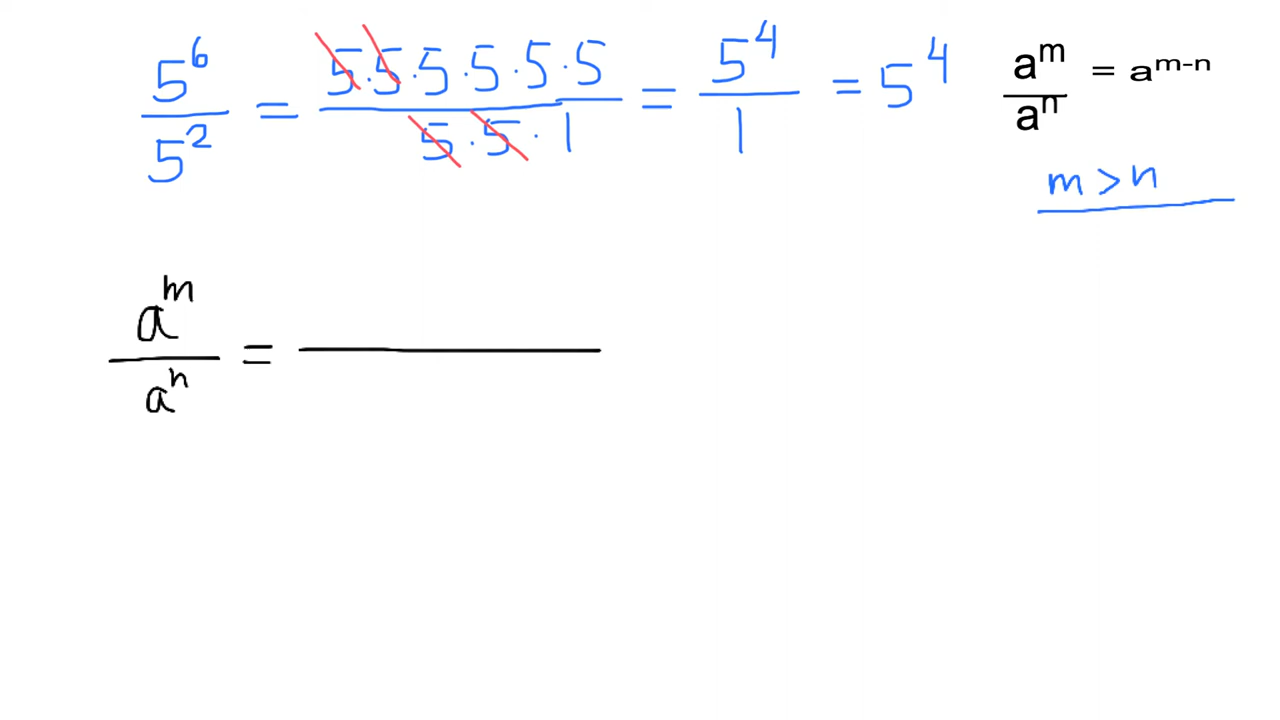 5^6/5^2 = 5·5·5·5·5·5/5·5·1 = 5^4/1 = 5^4
a^m/a^n = a^m-n
m > n
a^m/a^n =